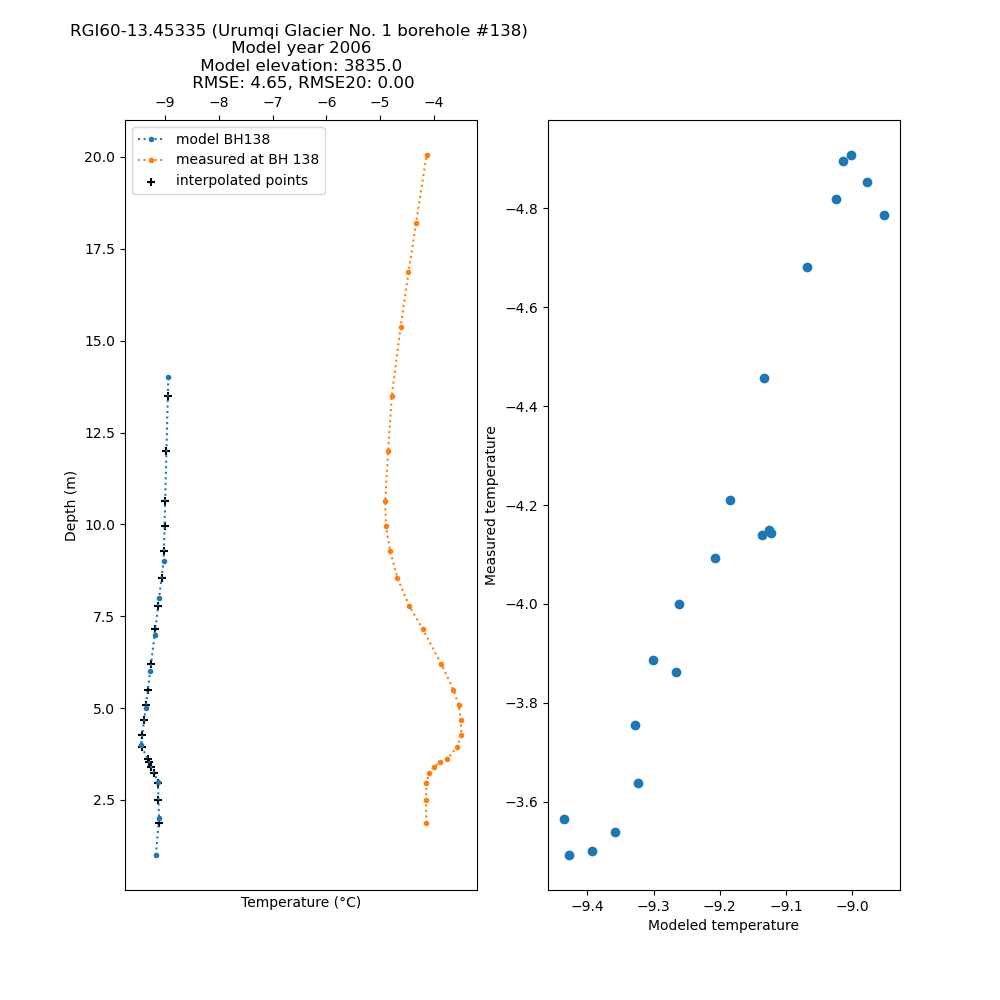 RGI60-13.45335 (Urumqi Glacier No. 1 borehole #138)
Model year 2006
Model elevation: 3835.0
RMSE: 4.65, RMSE20: 0.00
−9 −8 −7 −6 −5 −4
model BH138
measured at BH 138
interpolated points
20.0
17.5
15.0
12.5
10.0
7.5
5.0
2.5
Depth (m)
Temperature (°C)
−4.8
−4.6
−4.4
−4.2
−4.0
−3.8
−3.6
Measured temperature
−9.4 −9.3 −9.2 −9.1 −9.0
Modeled temperature